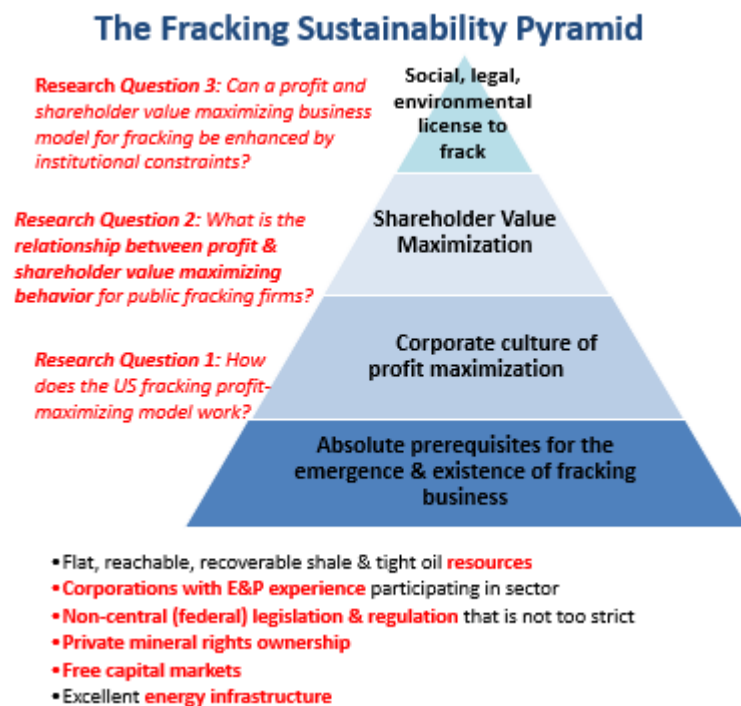 The Fracking Sustainability Pyramid
Research Question 3: Can a profit and
shareholder value maximizing business
model for fracking be enhanced by
institutional constraints?
Social, legal,
environmental
license to
frack
Research Question 2: What is the
relationship between profit &
shareholder value maximizing
behavior for public fracking firms?
Shareholder Value
Maximization
Research Question 1: How
does the US fracking profit-
maximizing model work?
Corporate culture of
profit maximization
Absolute prerequisites for the
emergence & existence of fracking
business
•Flat, reachable, recoverable shale & tight oil resources
•Corporations with E&P experience participating in sector
•Non-central (federal) legislation & regulation that is not too strict
•Private mineral rights ownership
•Free capital markets
•Excellent energy infrastructure